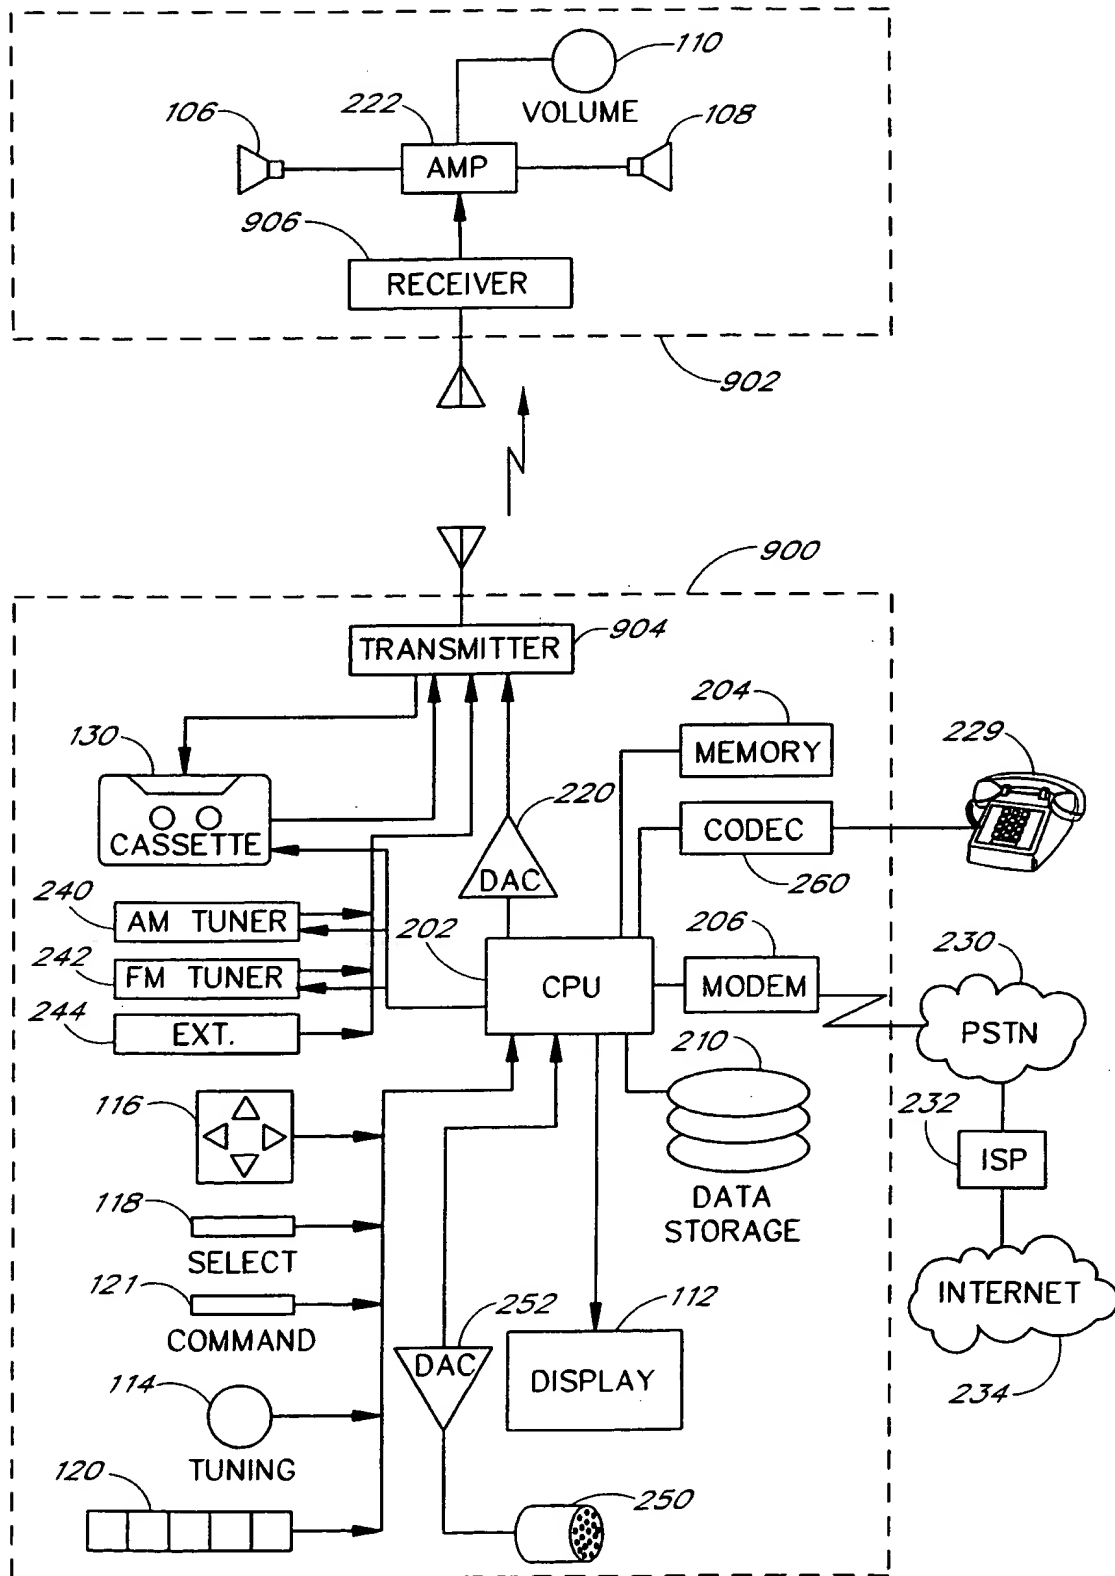 110
VOLUME
106
222
108
AMP
906
RECEIVER
902
900
TRANSMITTER
904
204
MEMORY
130
CASSETTE
220
DAC
CODEC
260
229
240
AM TUNER
202
206
230
242
FM TUNER
CPU
MODEM
PSTN
244
EXT.
210
116
232
ISP
118
SELECT
DATA
STORAGE
121
COMMAND
252
DAC
112
DISPLAY
INTERNET
234
114
TUNING
120
250